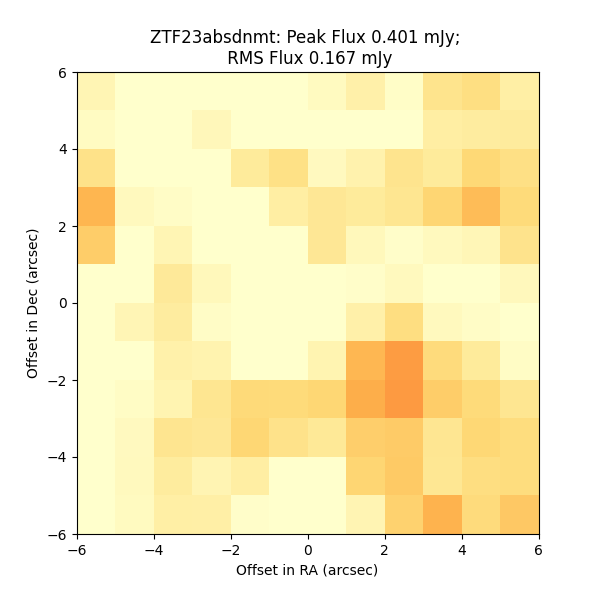 ZTF23absdnmt: Peak Flux 0.401 mJy;
RMS Flux 0.167 mJy
6
4
2
0
−2
−4
−6
Offset in Dec (arcsec)
−6 −4 −2 0 2 4 6
Offset in RA (arcsec)